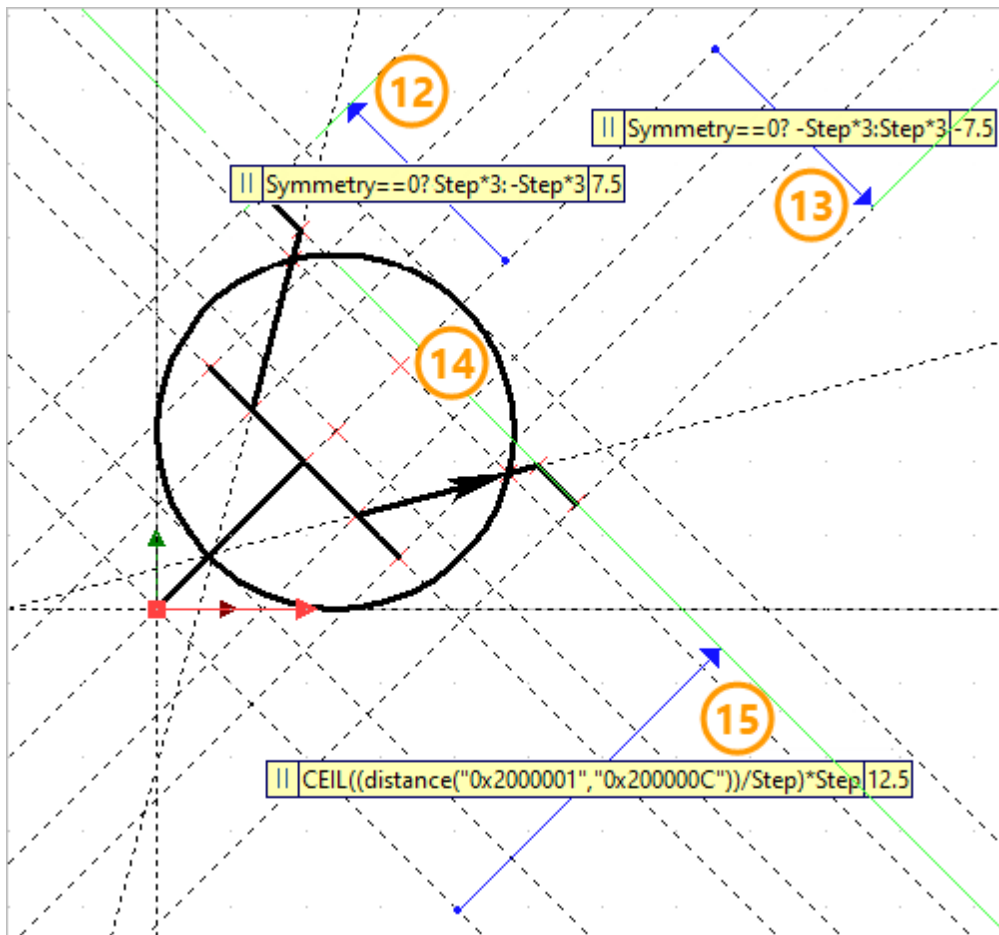 12
|| Symmetry==0? -Step*3:Step*3 -7.5
|| Symmetry==0? Step*3: -Step*3 7.5
13
14
15
|| CEIL((distance("0x2000001","0x200000C"))/Step)*Step 12.5